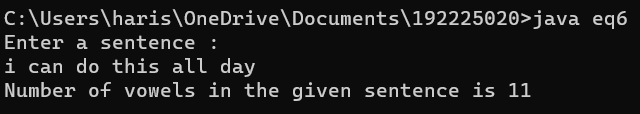 C:\Users\haris\OneDrive\Documents\192225020>java eq6
Enter a sentence :
i can do this all day
Number of vowels in the given sentence is 11